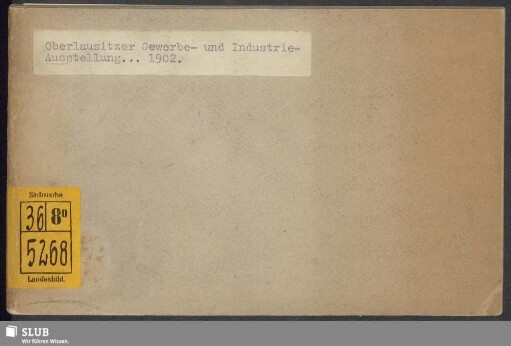 Oberlausitzer Gewerbe- und Industrie-
Ausstellung... 1902.
Sächsische
36 8°
5268
Landesbibl.
SLUB
Wir führen Wissen.